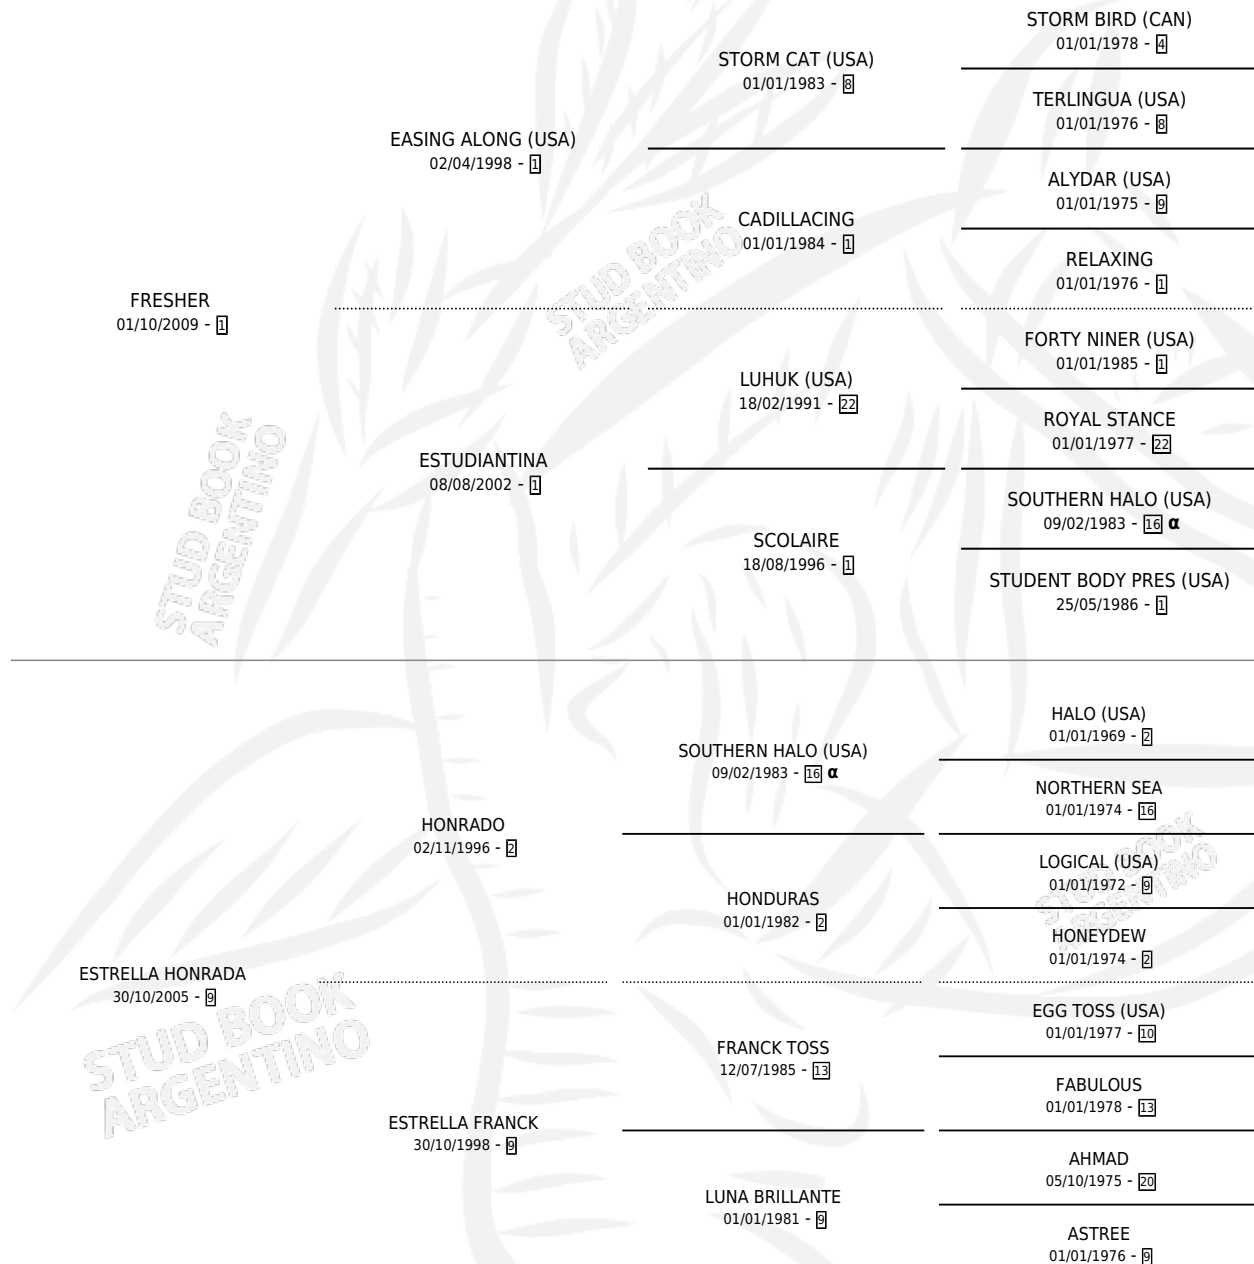 STORM BIRD (CAN)
01/01/1978 - 4
STORM CAT (USA)
01/01/1983 - 8
TERLINGUA (USA)
01/01/1976 - 8
EASING ALONG (USA)
02/04/1998 - 1
ALYDAR (USA)
01/01/1975 - 9
CADILLACING
01/01/1984 - 1
RELAXING
01/01/1976 - 1
FRESHER
01/10/2009 - 1
FORTY NINER (USA)
01/01/1985 - 1
LUHUK (USA)
18/02/1991 - 22
ROYAL STANCE
01/01/1977 - 22
ESTUDIANTINA
08/08/2002 - 1
SOUTHERN HALO (USA)
09/02/1983 - 16 α
SCOLAIRE
18/08/1996 - 1
STUDENT BODY PRES (USA)
25/05/1986 - 1
STUD BOOK
ARGENTINO
STUD BOOK
ARGENTINO
HALO (USA)
01/01/1969 - 2
SOUTHERN HALO (USA)
09/02/1983 - 16 α
NORTHERN SEA
01/01/1974 - 16
HONRADO
02/11/1996 - 2
LOGICAL (USA)
01/01/1972 - 9
HONDURAS
01/01/1982 - 2
HONEYDEW
01/01/1974 - 2
ESTRELLA HONRADA
30/10/2005 - 9
EGG TOSS (USA)
01/01/1977 - 10
FRANCK TOSS
12/07/1985 - 13
FABULOUS
01/01/1978 - 13
ESTRELLA FRANCK
30/10/1998 - 9
AHMAD
05/10/1975 - 20
LUNA BRILLANTE
01/01/1981 - 9
ASTREE
01/01/1976 - 9
STUD BOOK
ARGENTINO
STUD BOOK
ARGENTINO